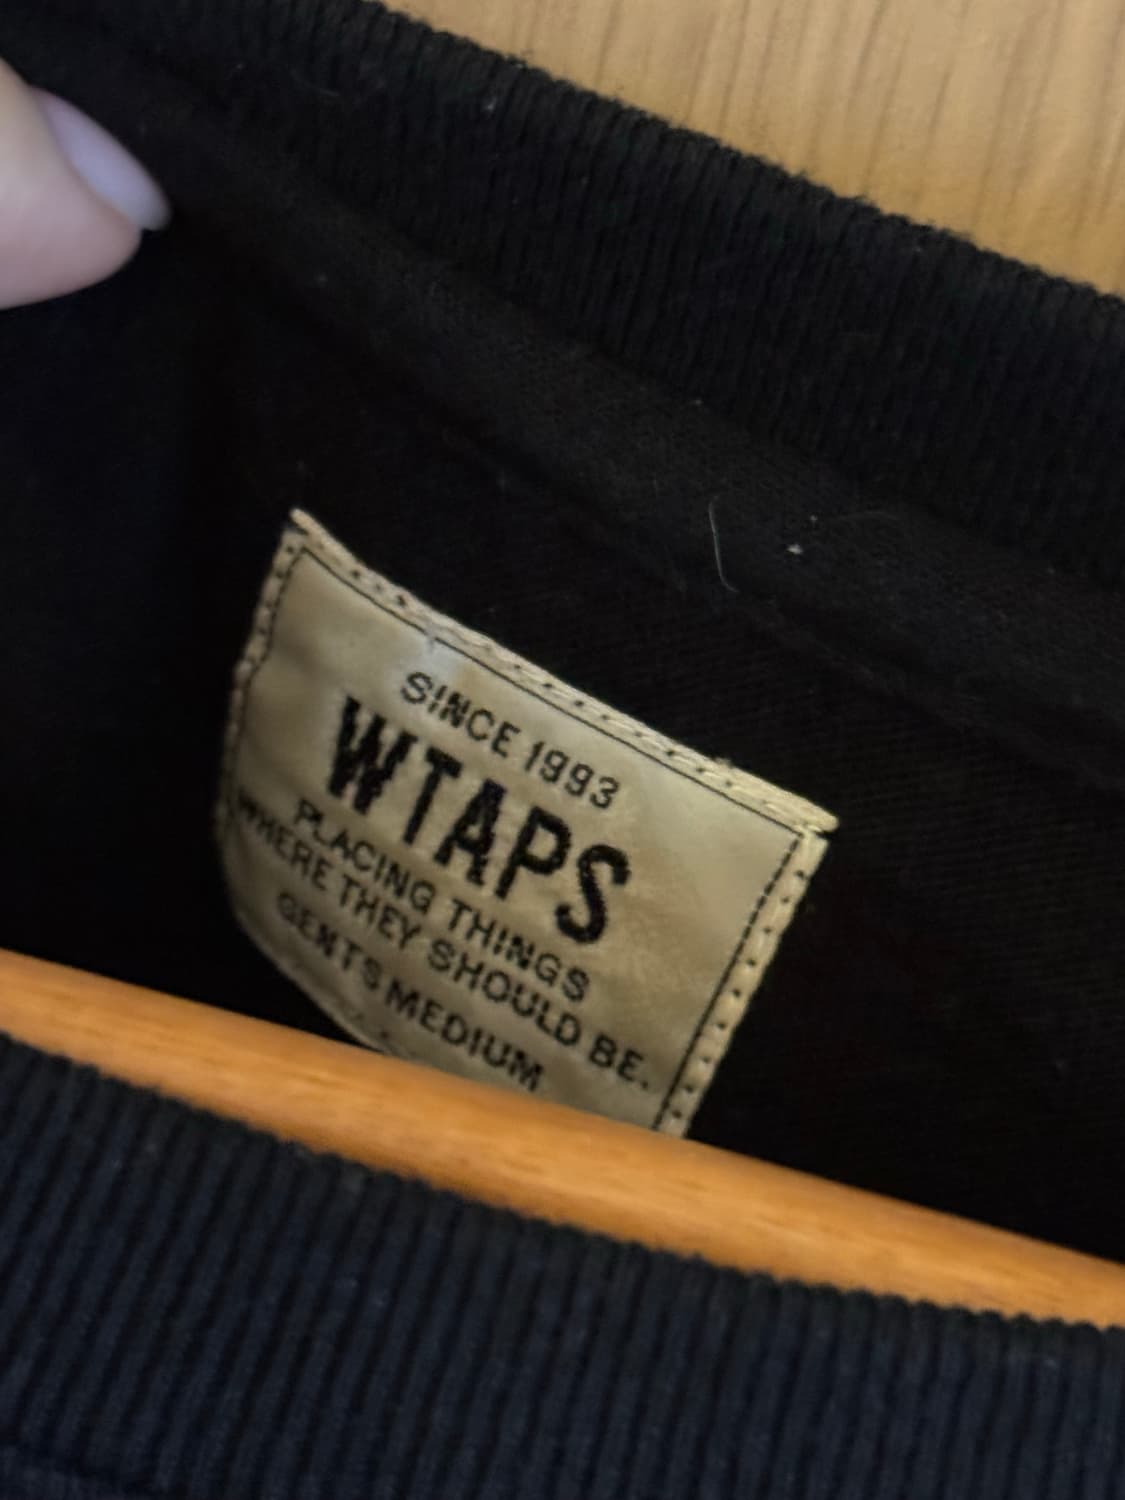 SINCE 1993
WTAPS
PLACING THINGS
WHERE THEY SHOULD BE.
GENTS MEDIUM